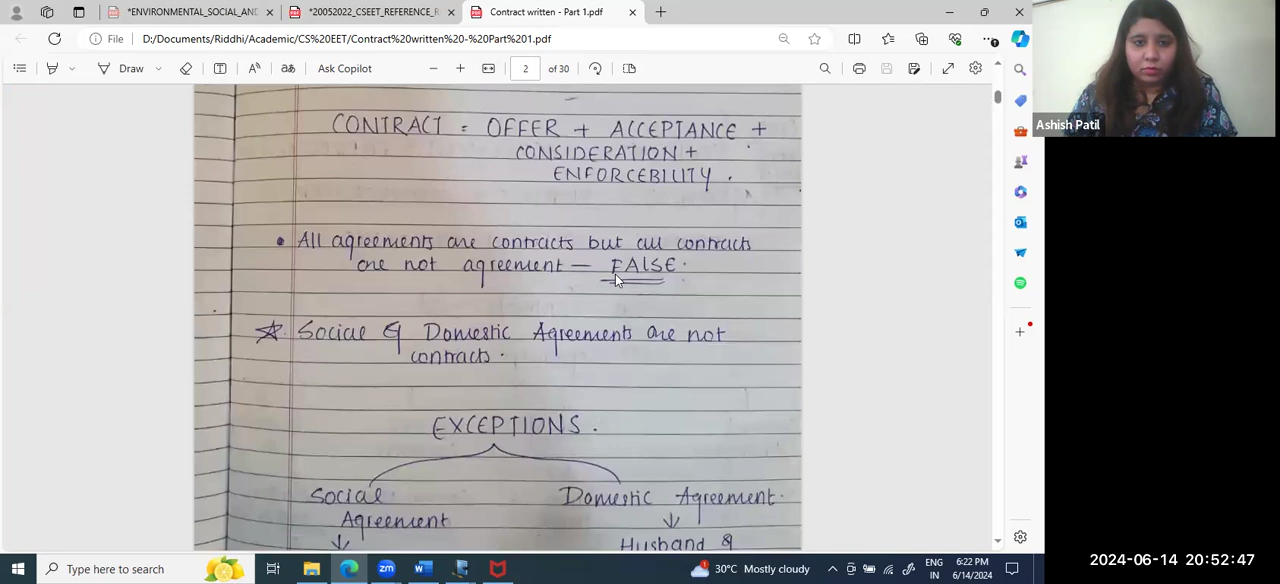 *ENVIRONMENTAL_SOCIAL_AND
*20052022_CSEET_REFERENCE_R
Contract written - Part 1.pdf
File
D:/Documents/Riddhi/Academic/CS%20EET/Contract%20written%20-%20Part%201.pdf
Draw
Ask Copilot
2
of 30
CONTRACT = OFFER + ACCEPTANCE +
CONSIDERATION +
ENFORCEBILITY.
• All agreements are contracts but all contracts
are not agreement — FALSE.
Social & Domestic Agreements are not
contracts.
EXCEPTIONS.
Social
Agreement
Domestic Agreement.
Husband &
Ashish Patil
Type here to search
30°C Mostly cloudy
ENG
IN
6:22 PM
6/14/2024
2024-06-14 20:52:47